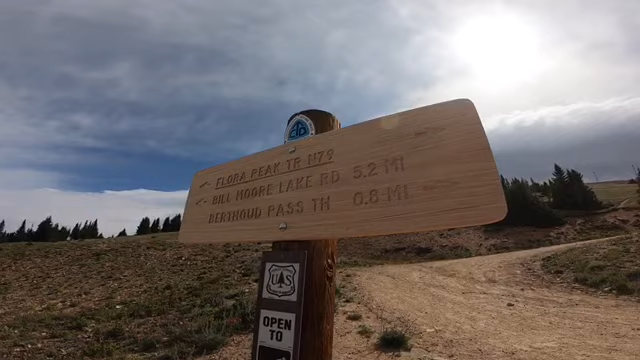 FLORA PEAK TR 1179
BILL MOORE LAKE RD 5.2 MI
BERTHOUD PASS TH 0.8 MI
US
OPEN
TO